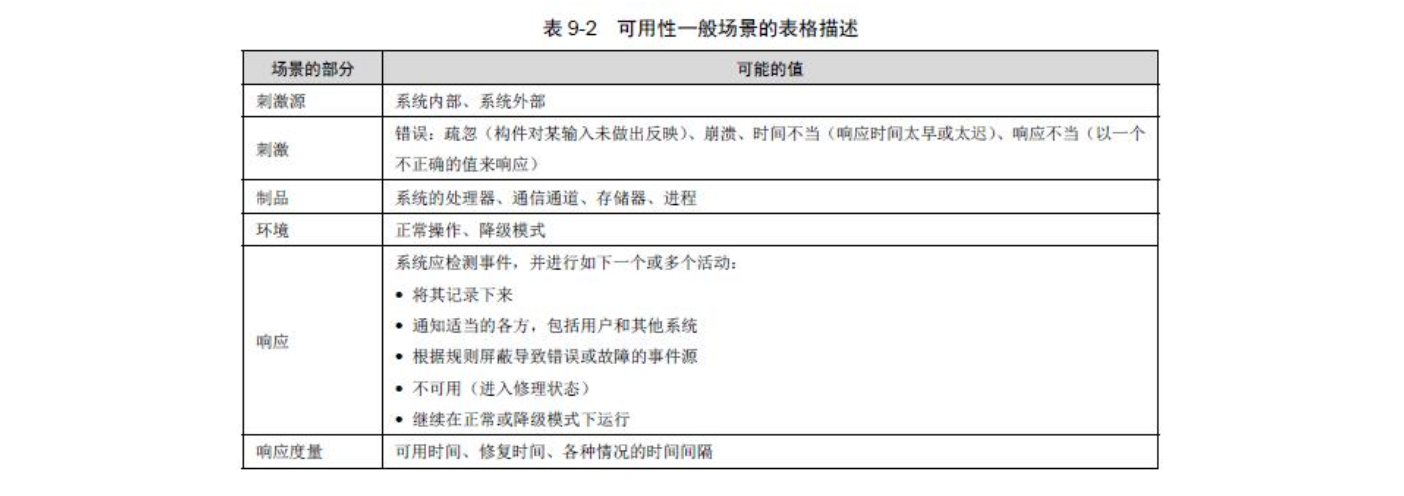 表 9-2 可用性一般场景的表格描述
场景的部分 可能的值
刺激源 系统内部、系统外部
刺激 错误：疏忽（构件对某输入未做出反映）、崩溃、时间不当（响应时间太早或太迟）、响应不当（以一个
不正确的值来响应）
制品 系统的处理器、通信通道、存储器、进程
环境 正常操作、降级模式
响应 系统应检测事件，并进行如下一个或多个活动：
• 将其记录下来
• 通知适当的各方，包括用户和其他系统
• 根据规则屏蔽导致错误或故障的事件源
• 不可用（进入修理状态）
• 继续在正常或降级模式下运行
响应度量 可用时间、修复时间、各种情况的时间间隔